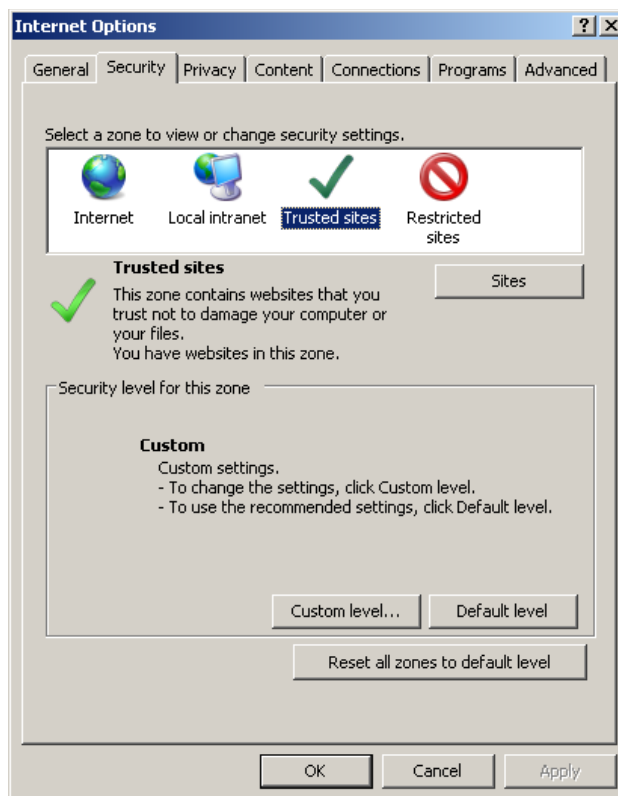 Internet Options
General Security Privacy Content Connections Programs Advanced
Select a zone to view or change security settings.
Internet Local intranet Trusted sites Restricted
sites
Trusted sites
Sites
This zone contains websites that you
trust not to damage your computer or
your files.
You have websites in this zone.
Security level for this zone
Custom
Custom settings.
- To change the settings, click Custom level.
- To use the recommended settings, click Default level.
Custom level... Default level
Reset all zones to default level
OK Cancel Apply